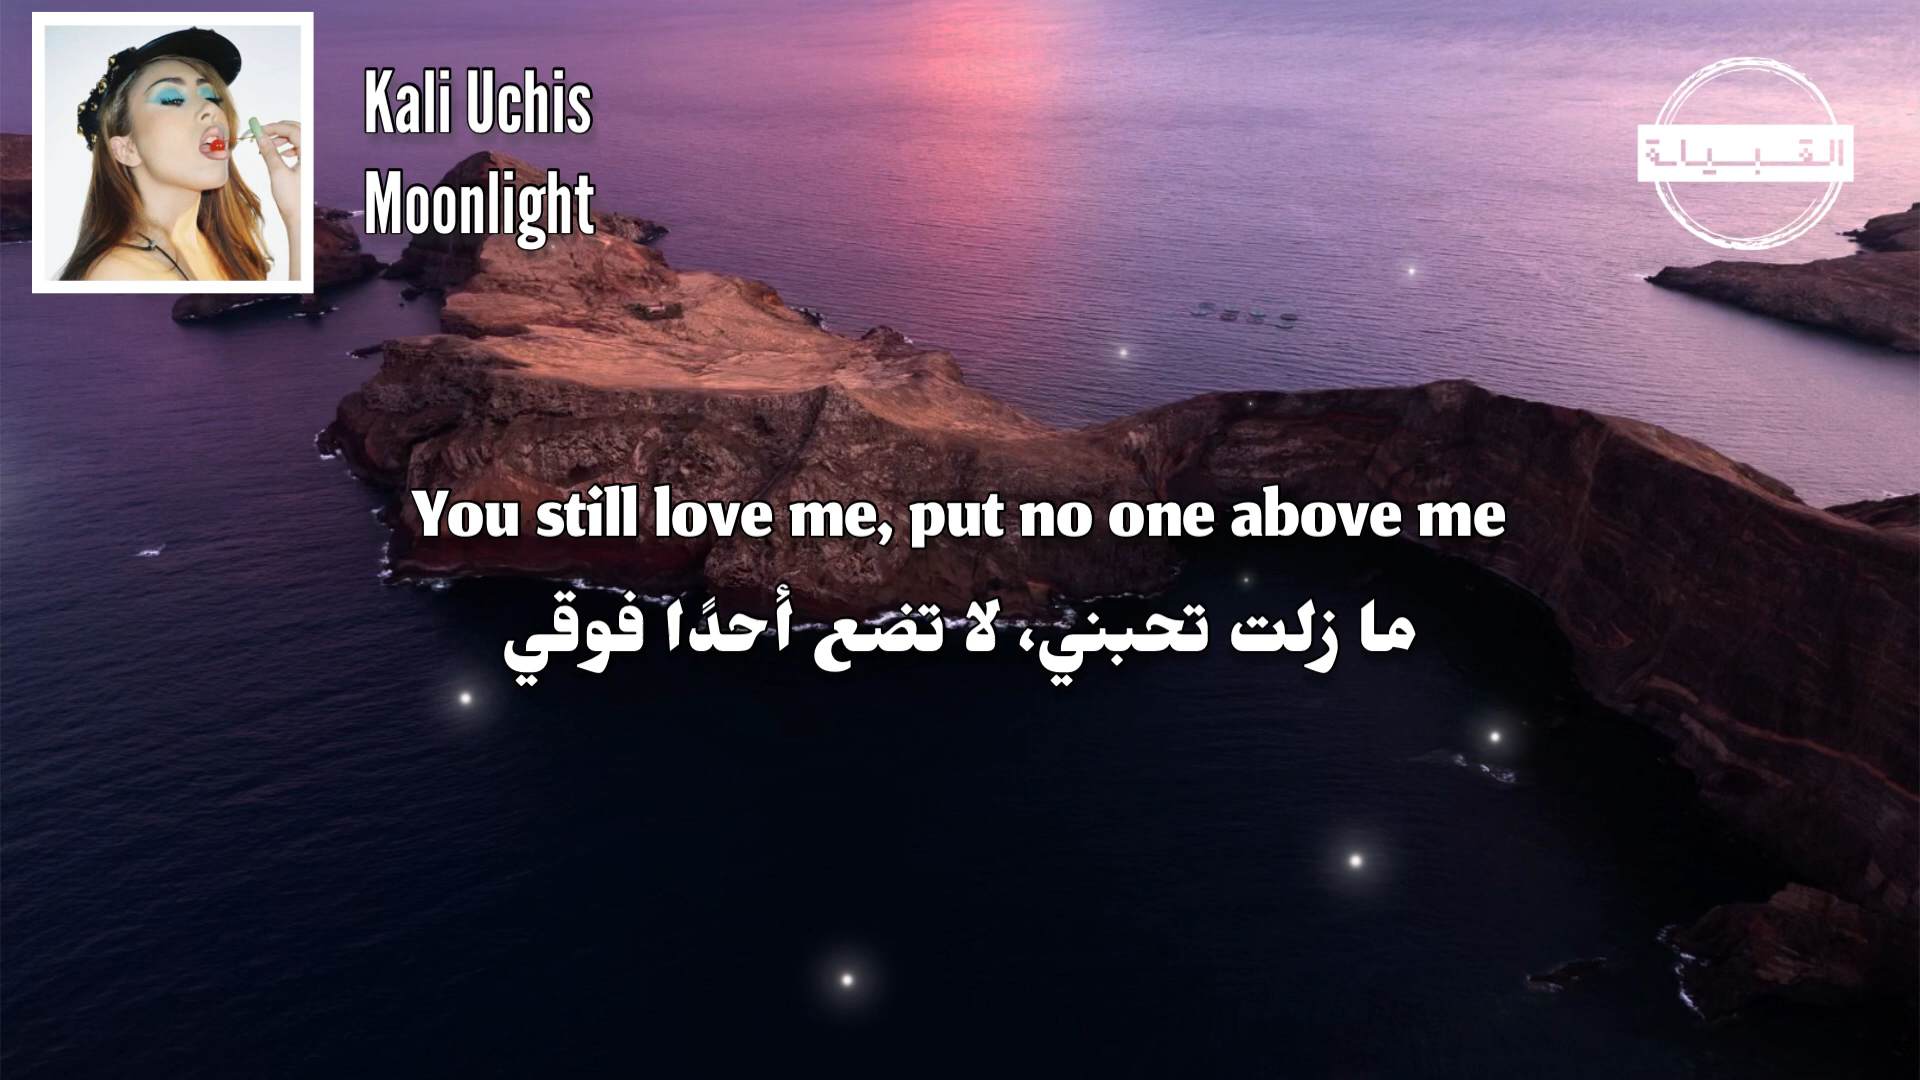 Kali Uchis
Moonlight
القبيلة
You still love me, put no one above me
ما زلت تحبني، لا تضع أحدًا فوقي